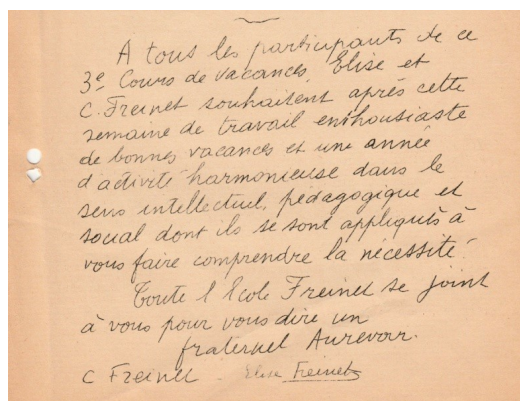 A tous les participants de ce
3e Cours de vacances, Elise et
C. Freinet souhaitent après cette
semaine de travail enthousiaste
de bonnes vacances et une année
d'activité harmonieuse dans le
sens intellectuel, pédagogique et
social dont ils se sont appliqués à
vous faire comprendre la nécessité.
Toute l'Ecole Freinet se joint
à vous pour vous dire un
fraternel Aurevoir.
C Freinet Elise Freinet